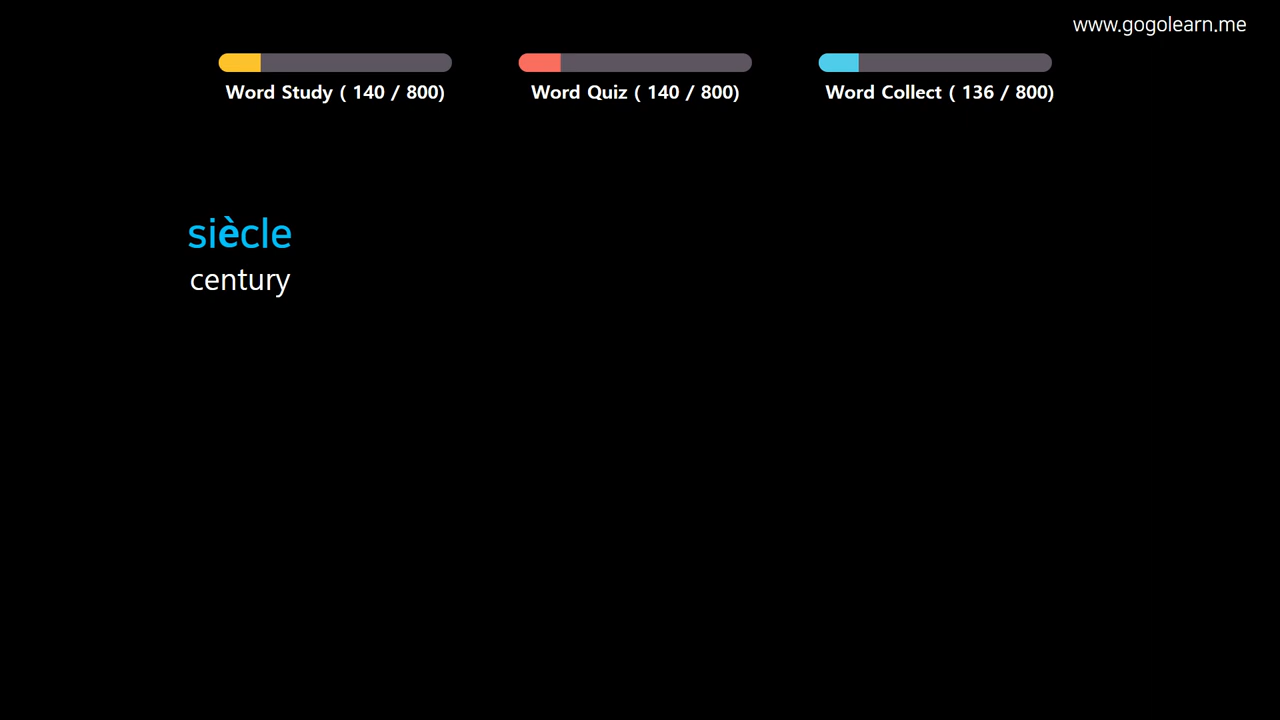 www.gogolearn.me
Word Study ( 140 / 800)
Word Quiz ( 140 / 800)
Word Collect ( 136 / 800)
siècle
century